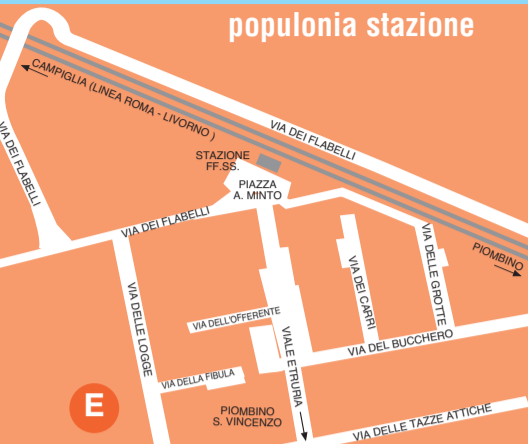 populonia stazione
CAMPIGLIA (LINEA ROMA - LIVORNO )
VIA DEI FLABELLI
VIA DEI FLABELLI
STAZIONE
FF.SS.
PIAZZA
A. MINTO
VIA DEI FLABELLI
PIOMBINO
VIA DELLE LOGGE
VIA DELL'OFFERENTE
VIALE ETRURIA
VIA DEI CARRI
VIA DELLE GROTTE
VIA DEL BUCCHERO
VIA DELLA FIBULA
E
PIOMBINO
S. VINCENZO
VIA DELLE TAZZE ATTICHE